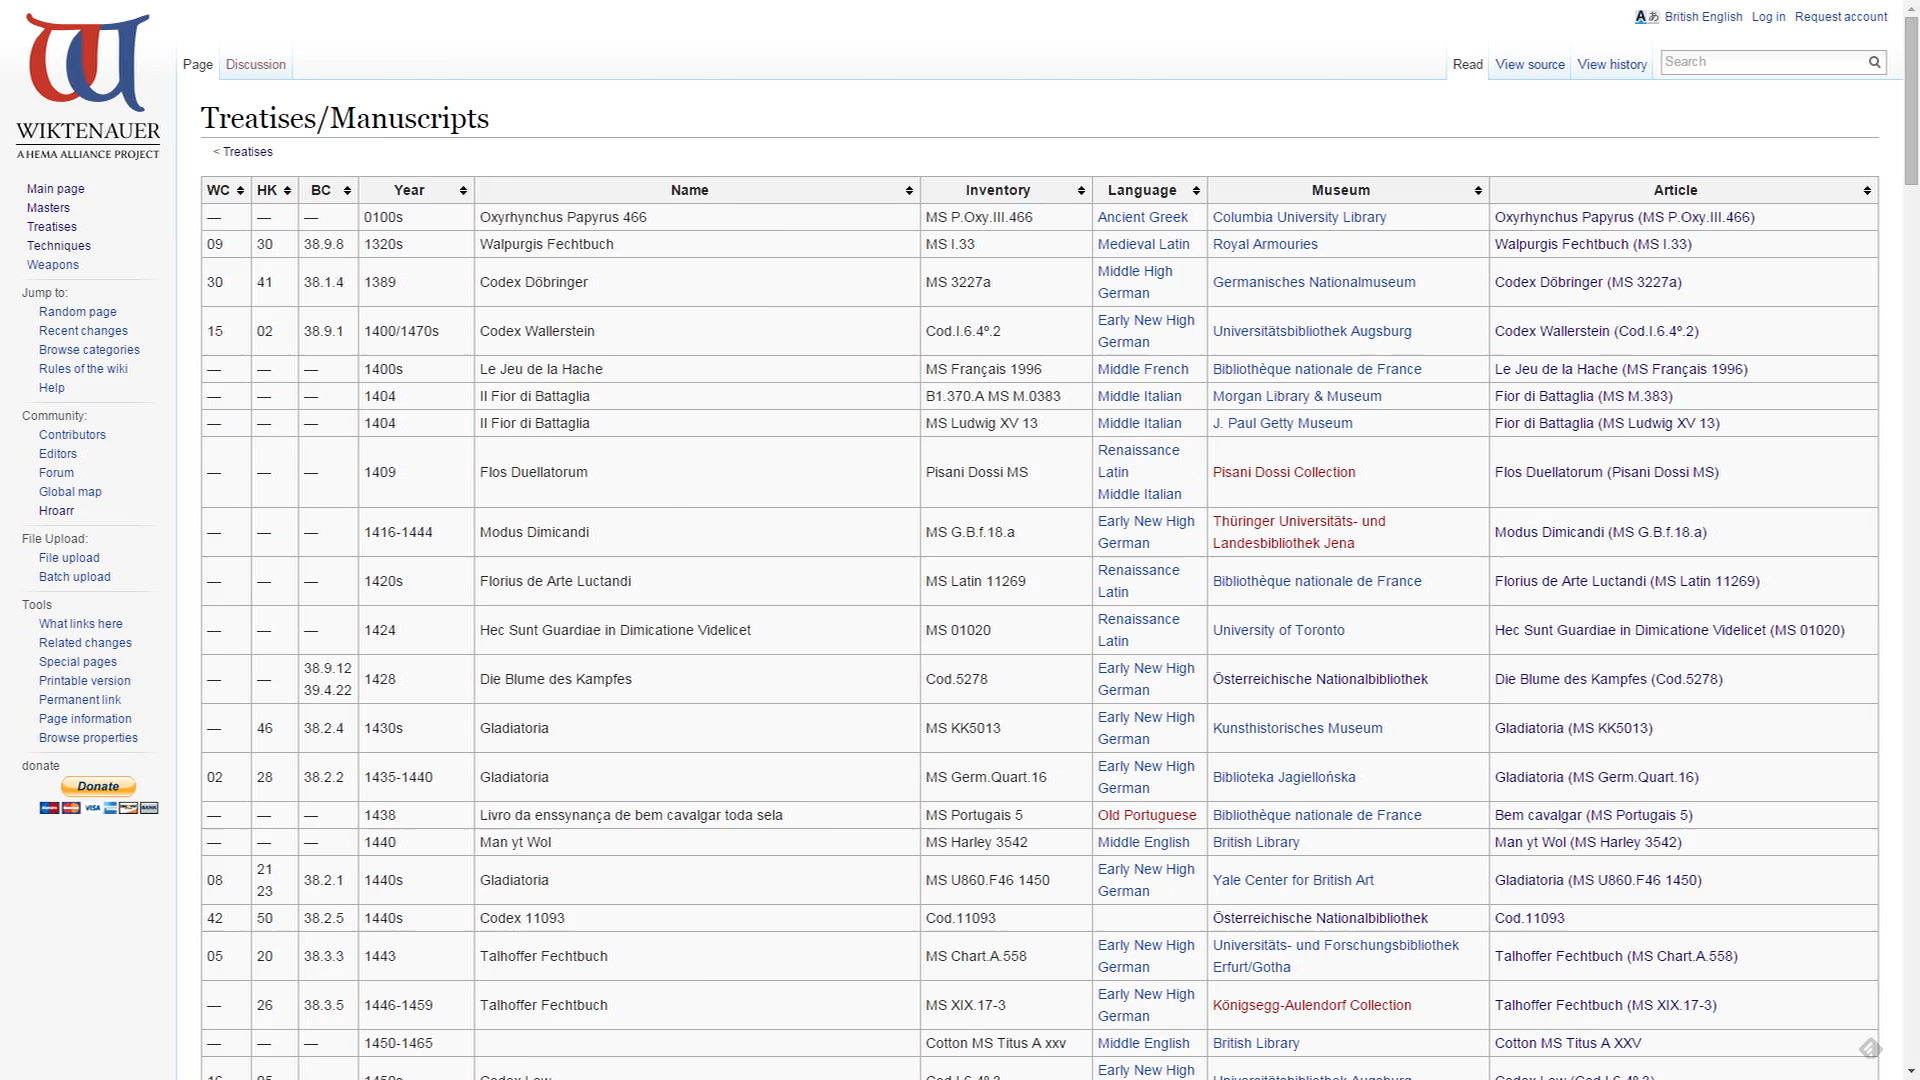 British English Log in Request account
Page Discussion Read View source View history Search
WIKTENAUER
A HEMA ALLIANCE PROJECT
Main page
Masters
Treatises
Techniques
Weapons
Jump to:
Random page
Recent changes
Browse categories
Rules of the wiki
Help
Community:
Contributors
Editors
Forum
Global map
Hroarr
File Upload:
File upload
Batch upload
Tools
What links here
Related changes
Special pages
Printable version
Permanent link
Page information
Browse properties
donate
Donate
Treatises/Manuscripts
< Treatises
WC HK BC Year Name Inventory Language Museum Article
— — — 0100s Oxyrhynchus Papyrus 466 MS P.Oxy.III.466 Ancient Greek Columbia University Library Oxyrhynchus Papyrus (MS P.Oxy.III.466)
09 30 38.9.8 1320s Walpurgis Fechtbuch MS I.33 Medieval Latin Royal Armouries Walpurgis Fechtbuch (MS I.33)
30 41 38.1.4 1389 Codex Döbringer MS 3227a Middle High German Germanisches Nationalmuseum Codex Döbringer (MS 3227a)
15 02 38.9.1 1400/1470s Codex Wallerstein Cod.I.6.4º.2 Early New High German Universitätsbibliothek Augsburg Codex Wallerstein (Cod.I.6.4º.2)
— — — 1400s Le Jeu de la Hache MS Français 1996 Middle French Bibliothèque nationale de France Le Jeu de la Hache (MS Français 1996)
— — — 1404 Il Fior di Battaglia B1.370.A MS M.0383 Middle Italian Morgan Library & Museum Fior di Battaglia (MS M.383)
— — — 1404 Il Fior di Battaglia MS Ludwig XV 13 Middle Italian J. Paul Getty Museum Fior di Battaglia (MS Ludwig XV 13)
— — — 1409 Flos Duellatorum Pisani Dossi MS Renaissance Latin Middle Italian Pisani Dossi Collection Flos Duellatorum (Pisani Dossi MS)
— — — 1416-1444 Modus Dimicandi MS G.B.f.18.a Early New High German Thüringer Universitäts- und Landesbibliothek Jena Modus Dimicandi (MS G.B.f.18.a)
— — — 1420s Florius de Arte Luctandi MS Latin 11269 Renaissance Latin Bibliothèque nationale de France Florius de Arte Luctandi (MS Latin 11269)
— — — 1424 Hec Sunt Guardiae in Dimicatione Videlicet MS 01020 Renaissance Latin University of Toronto Hec Sunt Guardiae in Dimicatione Videlicet (MS 01020)
— — 38.9.12 39.4.22 1428 Die Blume des Kampfes Cod.5278 Early New High German Österreichische Nationalbibliothek Die Blume des Kampfes (Cod.5278)
— 46 38.2.4 1430s Gladiatoria MS KK5013 Early New High German Kunsthistorisches Museum Gladiatoria (MS KK5013)
02 28 38.2.2 1435-1440 Gladiatoria MS Germ.Quart.16 Early New High German Biblioteka Jagiellońska Gladiatoria (MS Germ.Quart.16)
— — — 1438 Livro da enssynança de bem cavalgar toda sela MS Portugais 5 Old Portuguese Bibliothèque nationale de France Bem cavalgar (MS Portugais 5)
— — — 1440 Man yt Wol MS Harley 3542 Middle English British Library Man yt Wol (MS Harley 3542)
08 21 23 38.2.1 1440s Gladiatoria MS U860.F46 1450 Early New High German Yale Center for British Art Gladiatoria (MS U860.F46 1450)
42 50 38.2.5 1440s Codex 11093 Cod.11093 Österreichische Nationalbibliothek Cod.11093
05 20 38.3.3 1443 Talhoffer Fechtbuch MS Chart.A.558 Early New High German Universitäts- und Forschungsbibliothek Erfurt/Gotha Talhoffer Fechtbuch (MS Chart.A.558)
— 26 38.3.5 1446-1459 Talhoffer Fechtbuch MS XIX.17-3 Early New High German Königsegg-Aulendorf Collection Talhoffer Fechtbuch (MS XIX.17-3)
— — — 1450-1465 Cotton MS Titus A xxv Middle English British Library Cotton MS Titus A XXV
Early New High